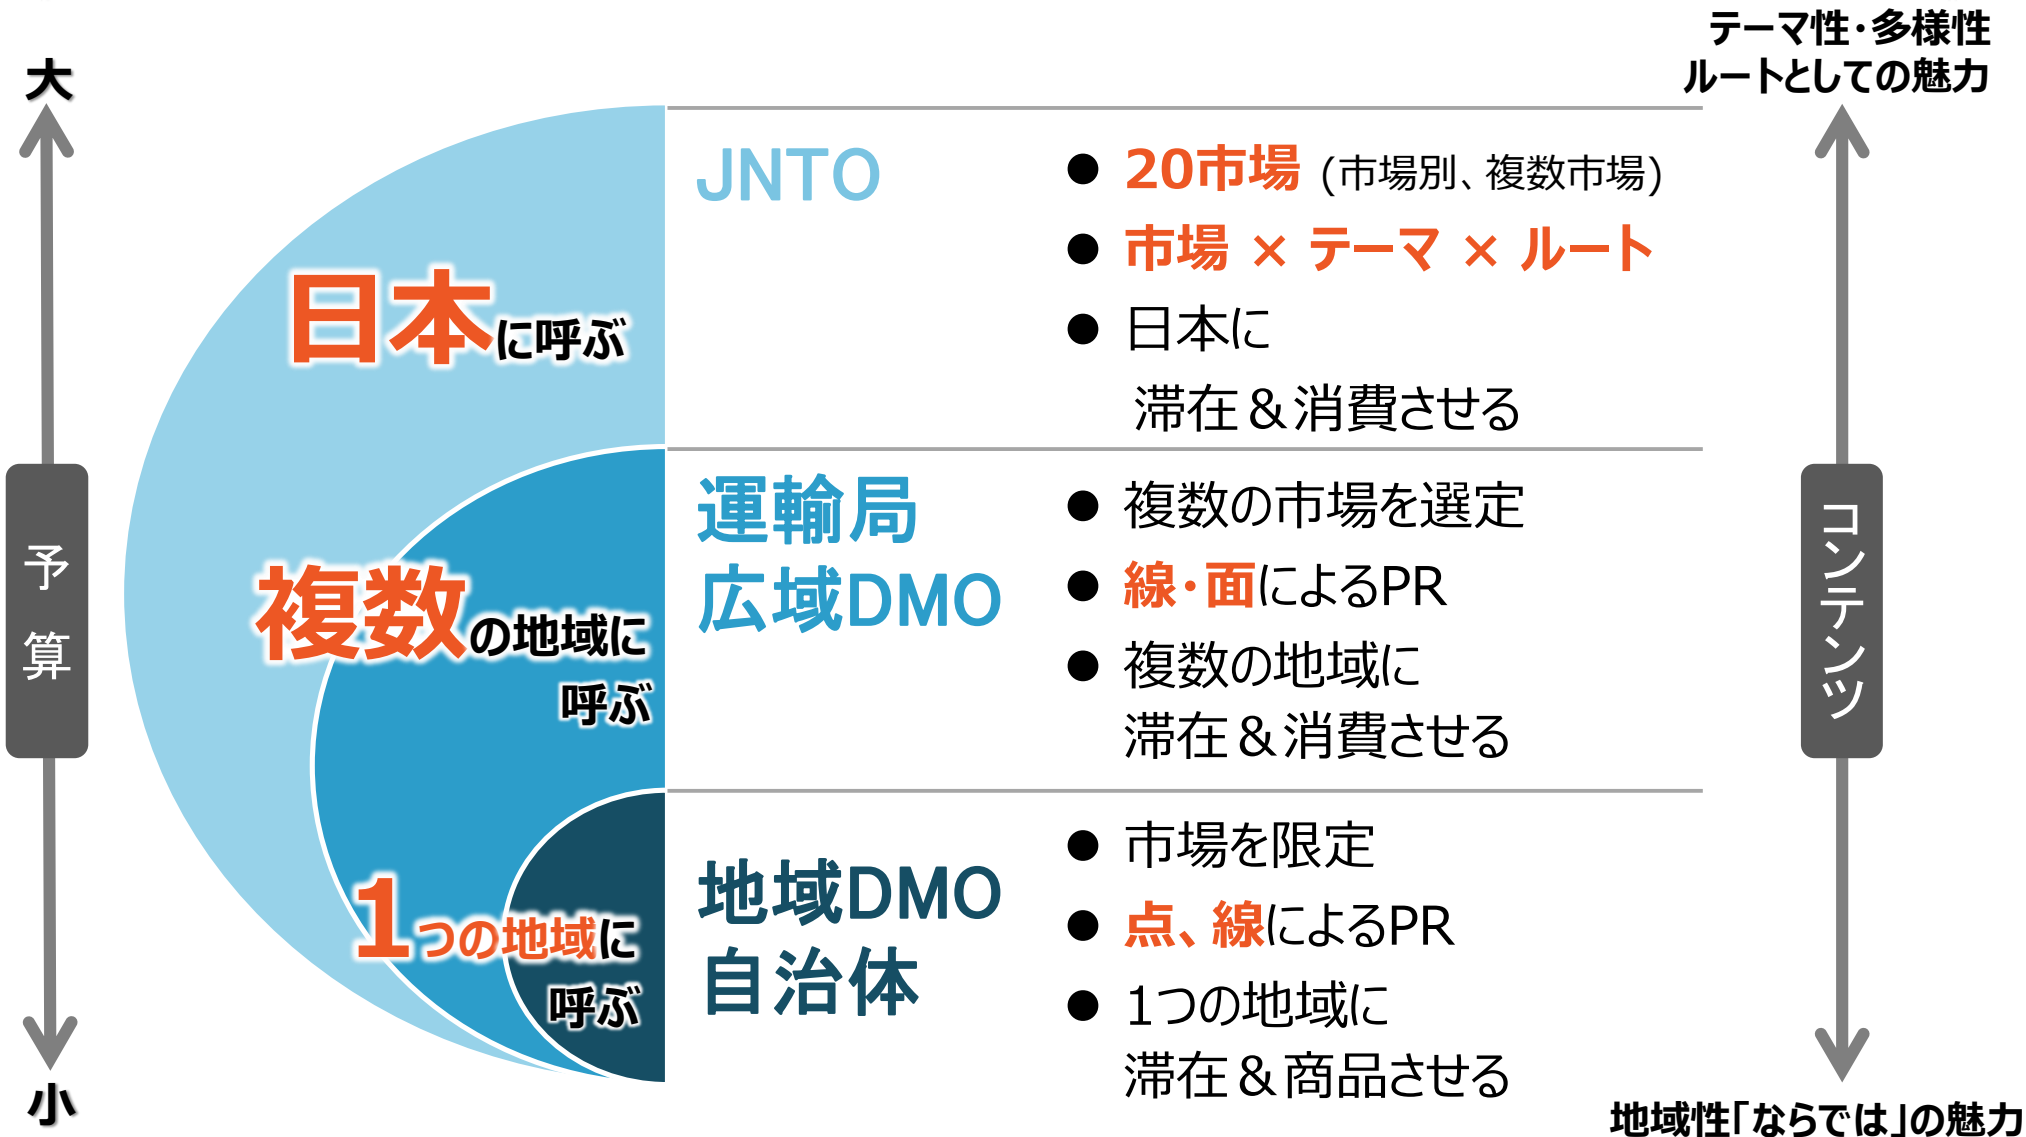 大
予算
小
日本に呼ぶ
複数の地域に
呼ぶ
1つの地域に
呼ぶ
JNTO
● 20市場 (市場別、複数市場)
● 市場 × テーマ × ルート
● 日本に
滞在＆消費させる
運輸局
広域DMO
● 複数の市場を選定
● 線・面によるPR
● 複数の地域に
滞在＆消費させる
地域DMO
自治体
● 市場を限定
● 点、線によるPR
● 1つの地域に
滞在＆商品させる
テーマ性・多様性
ルートとしての魅力
コンテンツ
地域性「ならでは」の魅力